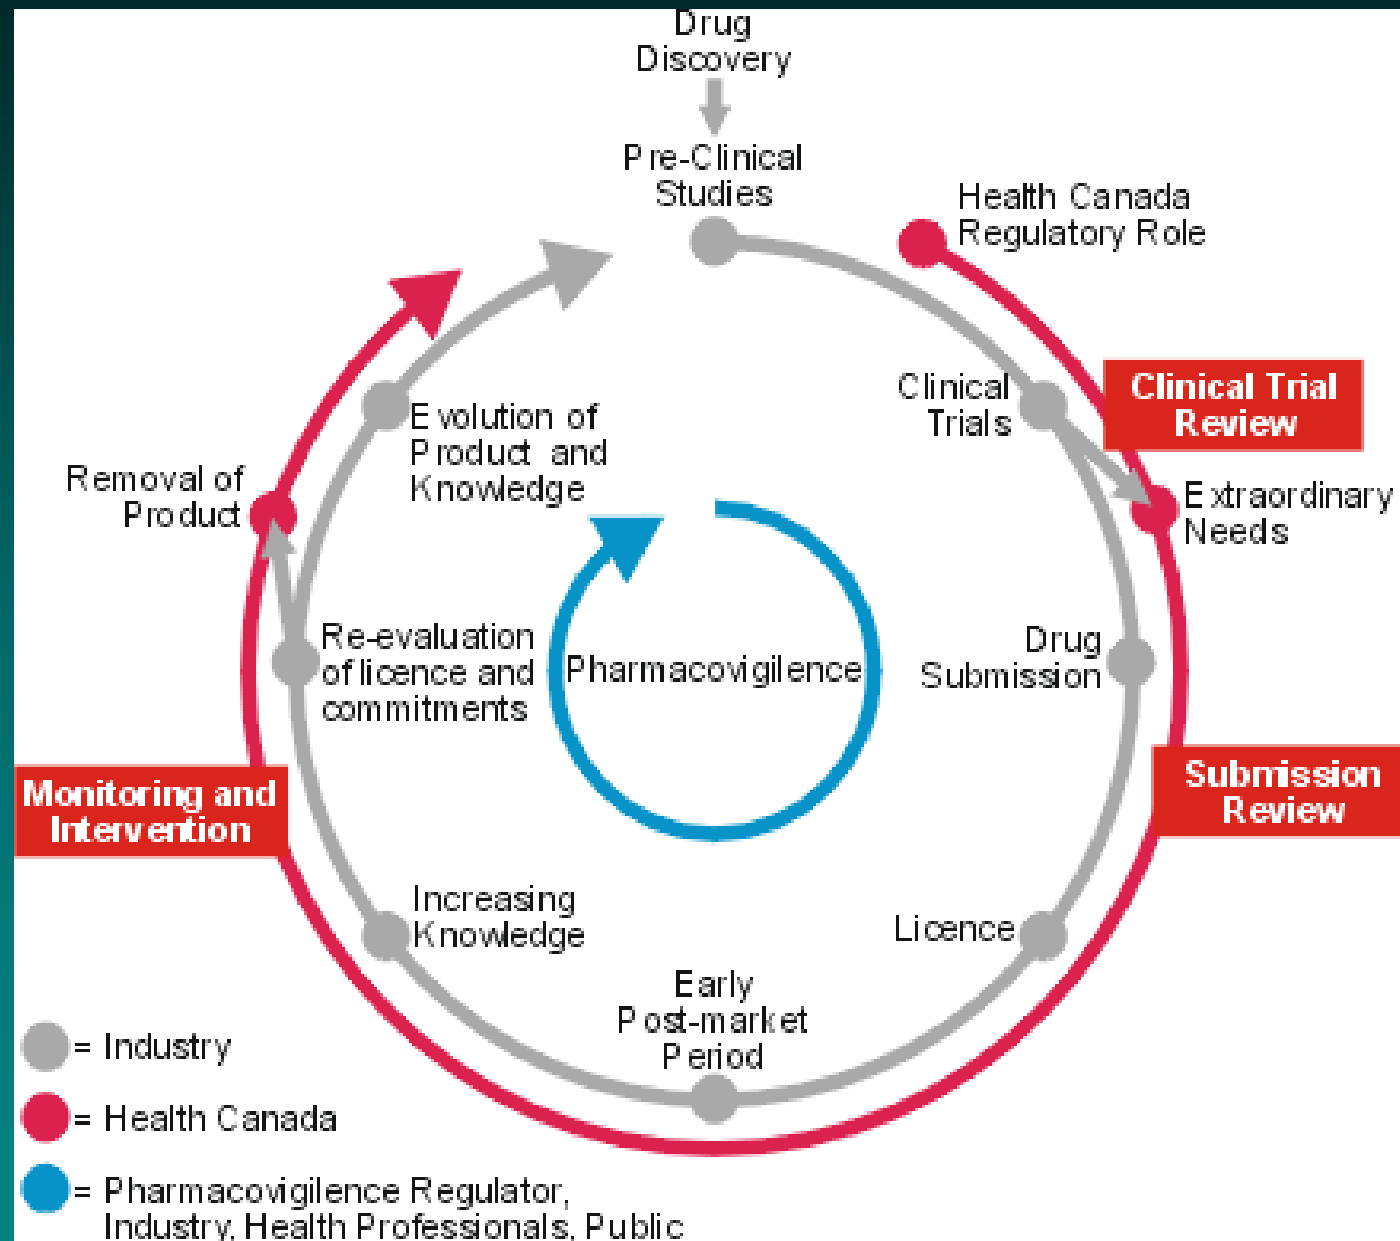 Drug
Discovery
Pre-Clinical
Studies
Health Canada
Regulatory Role
Clinical Trial
Review
Clinical
Trials
Extraordinary
Needs
Drug
Submission
Submission
Review
Licence
Early
Post-market
Period
Increasing
Knowledge
Monitoring and
Intervention
Re-evaluation
of licence and
commitments
Removal of
Product
Evolution of
Product and
Knowledge
Pharmacovigilence
= Industry
= Health Canada
= Pharmacovigilence Regulator,
Industry, Health Professionals, Public